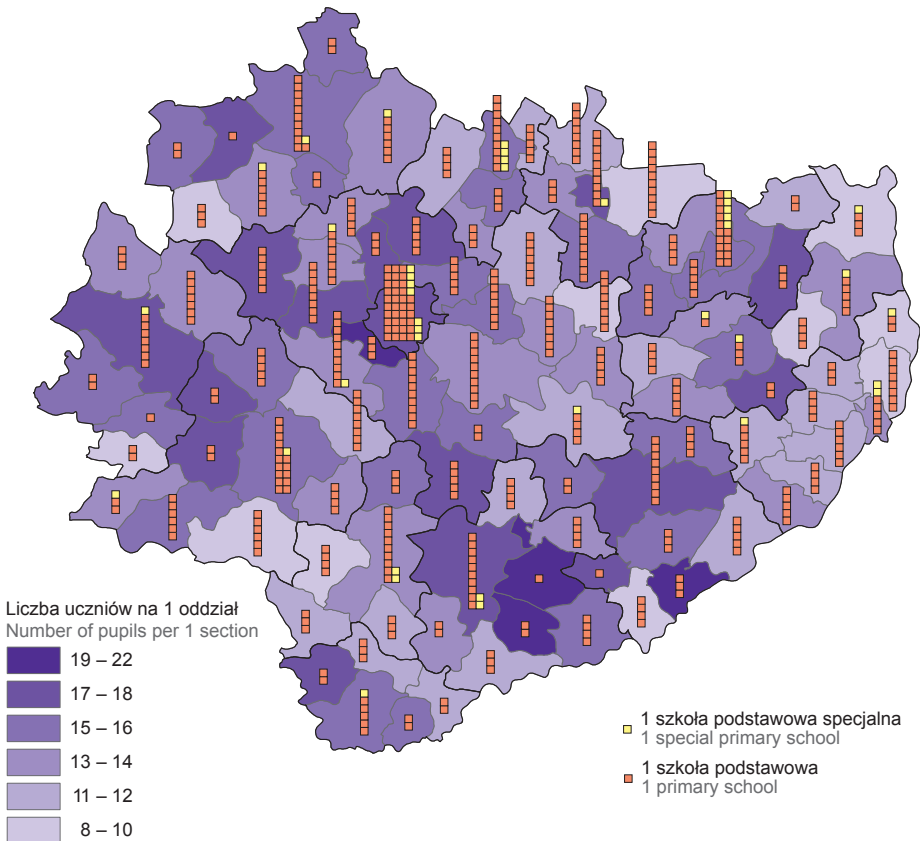 Liczba uczniów na 1 oddział
Number of pupils per 1 section
19 – 22
17 – 18
15 – 16
13 – 14
11 – 12
8 – 10
1 szkoła podstawowa specjalna
1 special primary school
1 szkoła podstawowa
1 primary school